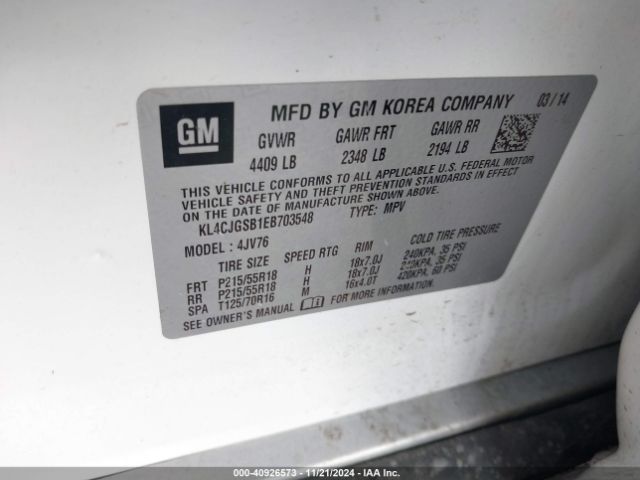 GM
MFD BY GM KOREA COMPANY 03/14
GVWR GAWR FRT GAWR RR
4409 LB 2348 LB 2194 LB
THIS VEHICLE CONFORMS TO ALL APPLICABLE U.S. FEDERAL MOTOR
VEHICLE SAFETY AND THEFT PREVENTION STANDARDS IN EFFECT
ON THE DATE OF MANUFACTURE SHOWN ABOVE.
KL4CJGSB1EB703548 TYPE: MPV
MODEL: 4JV76
TIRE SIZE SPEED RTG RIM COLD TIRE PRESSURE
FRT P215/55R18 H 18x7.0J 240KPA, 35 PSI
RR P215/55R18 H 18x7.0J 240KPA, 35 PSI
SPA T125/70R16 M 16x4.0T 420KPA, 60 PSI
SEE OWNER'S MANUAL FOR MORE INFORMATION.
000-40926573 - 11/21/2024 - IAA Inc.